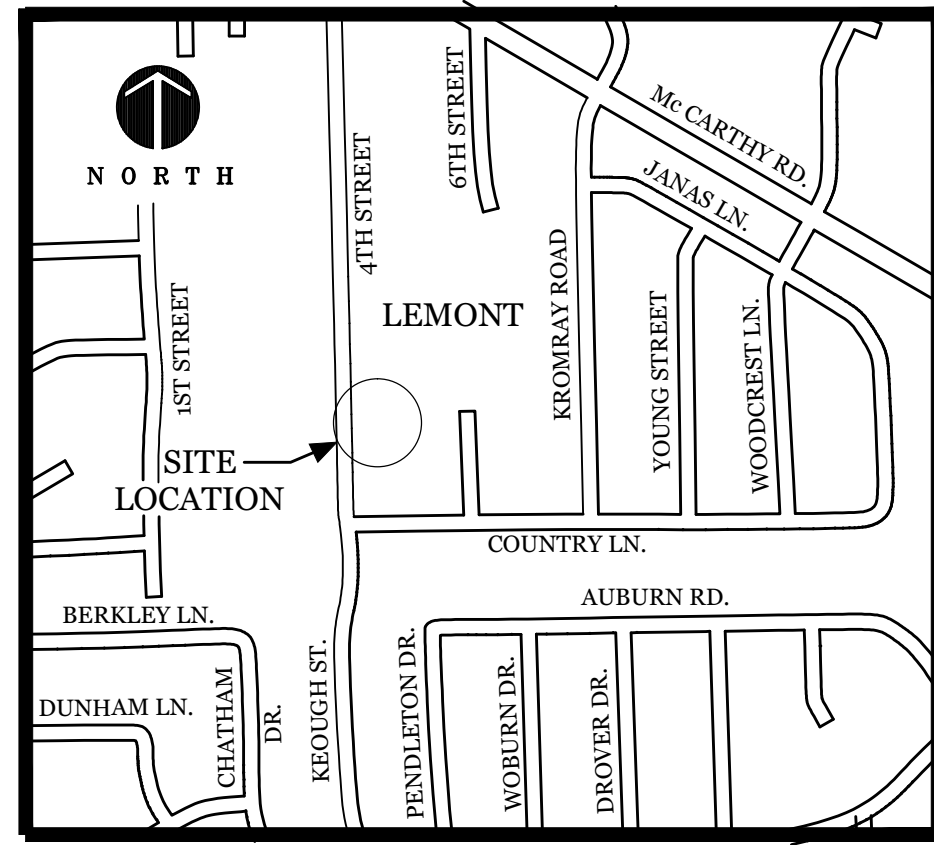 NORTH
Mc CARTHY RD.
JANAS LN.
6TH STREET
4TH STREET
1ST STREET
LEMONT
KROMRAY ROAD
YOUNG STREET
WOODCREST LN.
SITE
LOCATION
COUNTRY LN.
AUBURN RD.
BERKLEY LN.
DUNHAM LN.
CHATHAM
DR.
KEOUGH ST.
PENDLETON DR.
WOBURN DR.
DROVER DR.